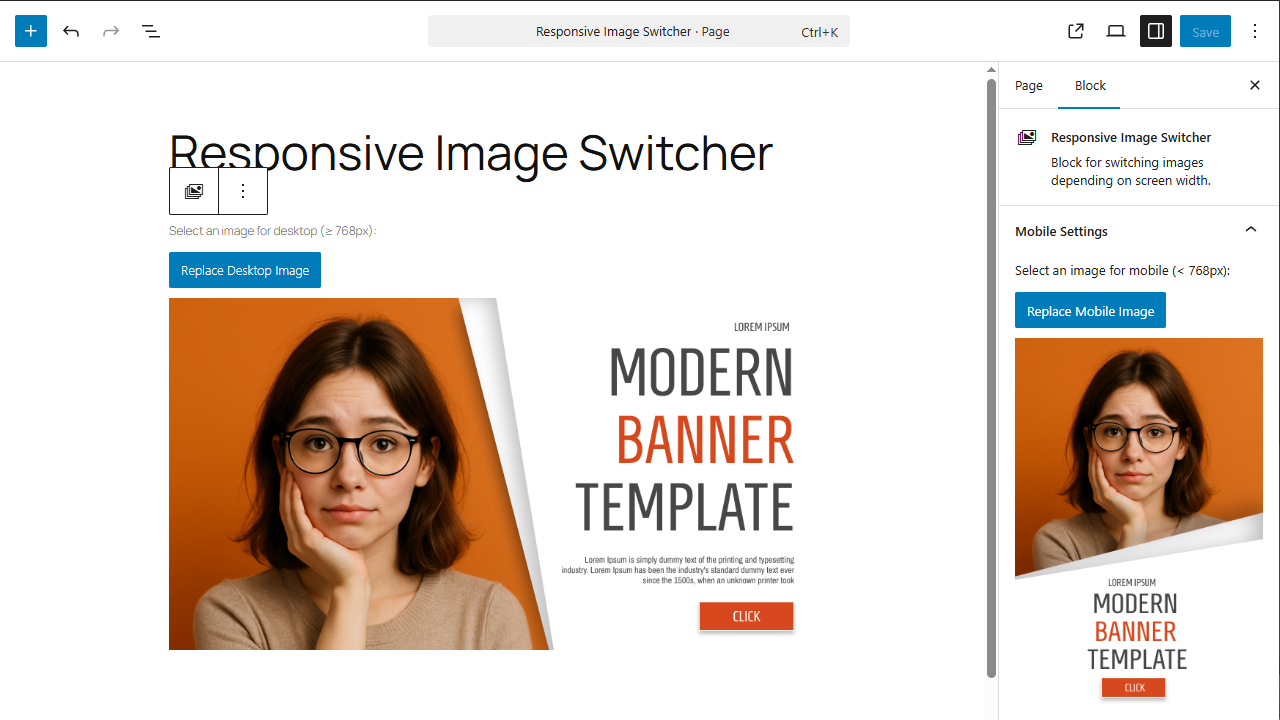 Responsive Image Switcher · Page
Ctrl+K
Save
Responsive Image Switcher
Select an image for desktop (≥ 768px):
Replace Desktop Image
LOREM IPSUM
MODERN
BANNER
TEMPLATE
Lorem Ipsum is simply dummy text of the printing and typesetting
industry. Lorem Ipsum has been the industry's standard dummy text ever
since the 1500s, when an unknown printer took
CLICK
Page
Block
Responsive Image Switcher
Block for switching images
depending on screen width.
Mobile Settings
Select an image for mobile (< 768px):
Replace Mobile Image
LOREM IPSUM
MODERN
BANNER
TEMPLATE
CLICK